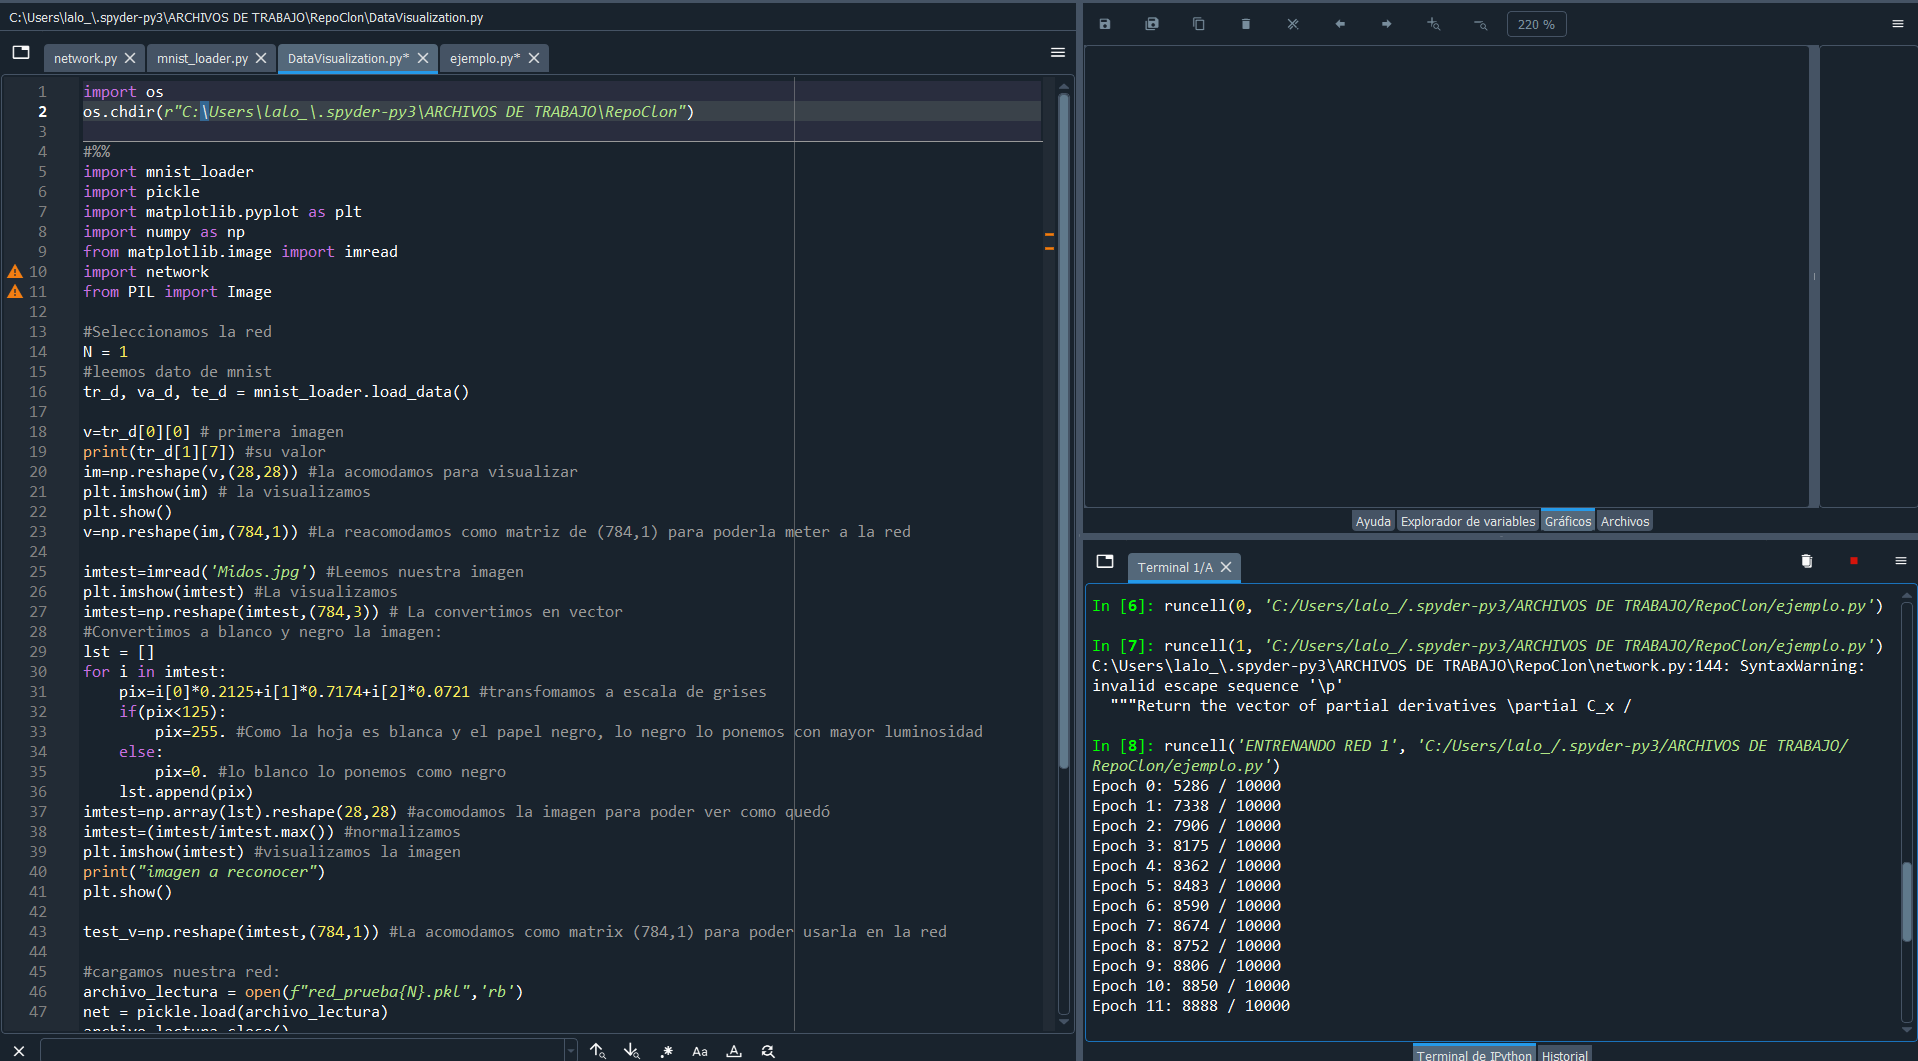 C:\Users\lalo_\.spyder-py3\ARCHIVOS DE TRABAJO\RepoClon\DataVisualization.py
network.py mnist_loader.py DataVisualization.py* ejemplo.py*
1 import os
2 os.chdir(r"C:\Users\lalo_\.spyder-py3\ARCHIVOS DE TRABAJO\RepoClon")
3
4 #%%
5 import mnist_loader
6 import pickle
7 import matplotlib.pyplot as plt
8 import numpy as np
9 from matplotlib.image import imread
10 import network
11 from PIL import Image
12
13 #Seleccionamos la red
14 N = 1
15 #leemos dato de mnist
16 tr_d, va_d, te_d = mnist_loader.load_data()
17
18 v=tr_d[0][0] # primera imagen
19 print(tr_d[1][7]) #su valor
20 im=np.reshape(v,(28,28)) #la acomodamos para visualizar
21 plt.imshow(im) # la visualizamos
22 plt.show()
23 v=np.reshape(im,(784,1)) #La reacomodamos como matriz de (784,1) para poderla meter a la red
24
25 imtest=imread('Midos.jpg') #Leemos nuestra imagen
26 plt.imshow(imtest) #La visualizamos
27 imtest=np.reshape(imtest,(784,3)) # La convertimos en vector
28 #Convertimos a blanco y negro la imagen:
29 lst = []
30 for i in imtest:
31     pix=i[0]*0.2125+i[1]*0.7174+i[2]*0.0721 #transfomamos a escala de grises
32     if(pix<125):
33         pix=255. #Como la hoja es blanca y el papel negro, lo negro lo ponemos con mayor luminosidad
34     else:
35         pix=0. #lo blanco lo ponemos como negro
36     lst.append(pix)
37 imtest=np.array(lst).reshape(28,28) #acomodamos la imagen para poder ver como quedó
38 imtest=(imtest/imtest.max()) #normalizamos
39 plt.imshow(imtest) #visualizamos la imagen
40 print("imagen a reconocer")
41 plt.show()
42
43 test_v=np.reshape(imtest,(784,1)) #La acomodamos como matrix (784,1) para poder usarla en la red
44
45 #cargamos nuestra red:
46 archivo_lectura = open(f"red_prueba{N}.pkl",'rb')
47 net = pickle.load(archivo_lectura)
archivo_lectura.close()
Aa
220 %
Ayuda Explorador de variables Gráficos Archivos
Terminal 1/A
In [6]: runcell(0, 'C:/Users/lalo_/.spyder-py3/ARCHIVOS DE TRABAJO/RepoClon/ejemplo.py')
In [7]: runcell(1, 'C:/Users/lalo_/.spyder-py3/ARCHIVOS DE TRABAJO/RepoClon/ejemplo.py')
C:\Users\lalo_\.spyder-py3\ARCHIVOS DE TRABAJO\RepoClon\network.py:144: SyntaxWarning:
invalid escape sequence '\p'
"""Return the vector of partial derivatives \partial C_x /
In [8]: runcell('ENTRENANDO RED 1', 'C:/Users/lalo_/.spyder-py3/ARCHIVOS DE TRABAJO/
RepoClon/ejemplo.py')
Epoch 0: 5286 / 10000
Epoch 1: 7338 / 10000
Epoch 2: 7906 / 10000
Epoch 3: 8175 / 10000
Epoch 4: 8362 / 10000
Epoch 5: 8483 / 10000
Epoch 6: 8590 / 10000
Epoch 7: 8674 / 10000
Epoch 8: 8752 / 10000
Epoch 9: 8806 / 10000
Epoch 10: 8850 / 10000
Epoch 11: 8888 / 10000
Terminal de IPython Historial